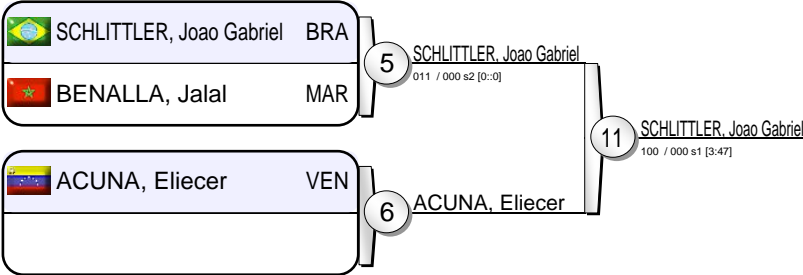 SCHLITTLER, Joao Gabriel BRA
BENALLA, Jalal MAR
5
SCHLITTLER, Joao Gabriel
011 / 000 s2 [0::0]
ACUNA, Eliecer VEN
6
ACUNA, Eliecer
11
SCHLITTLER, Joao Gabriel
100 / 000 s1 [3:47]